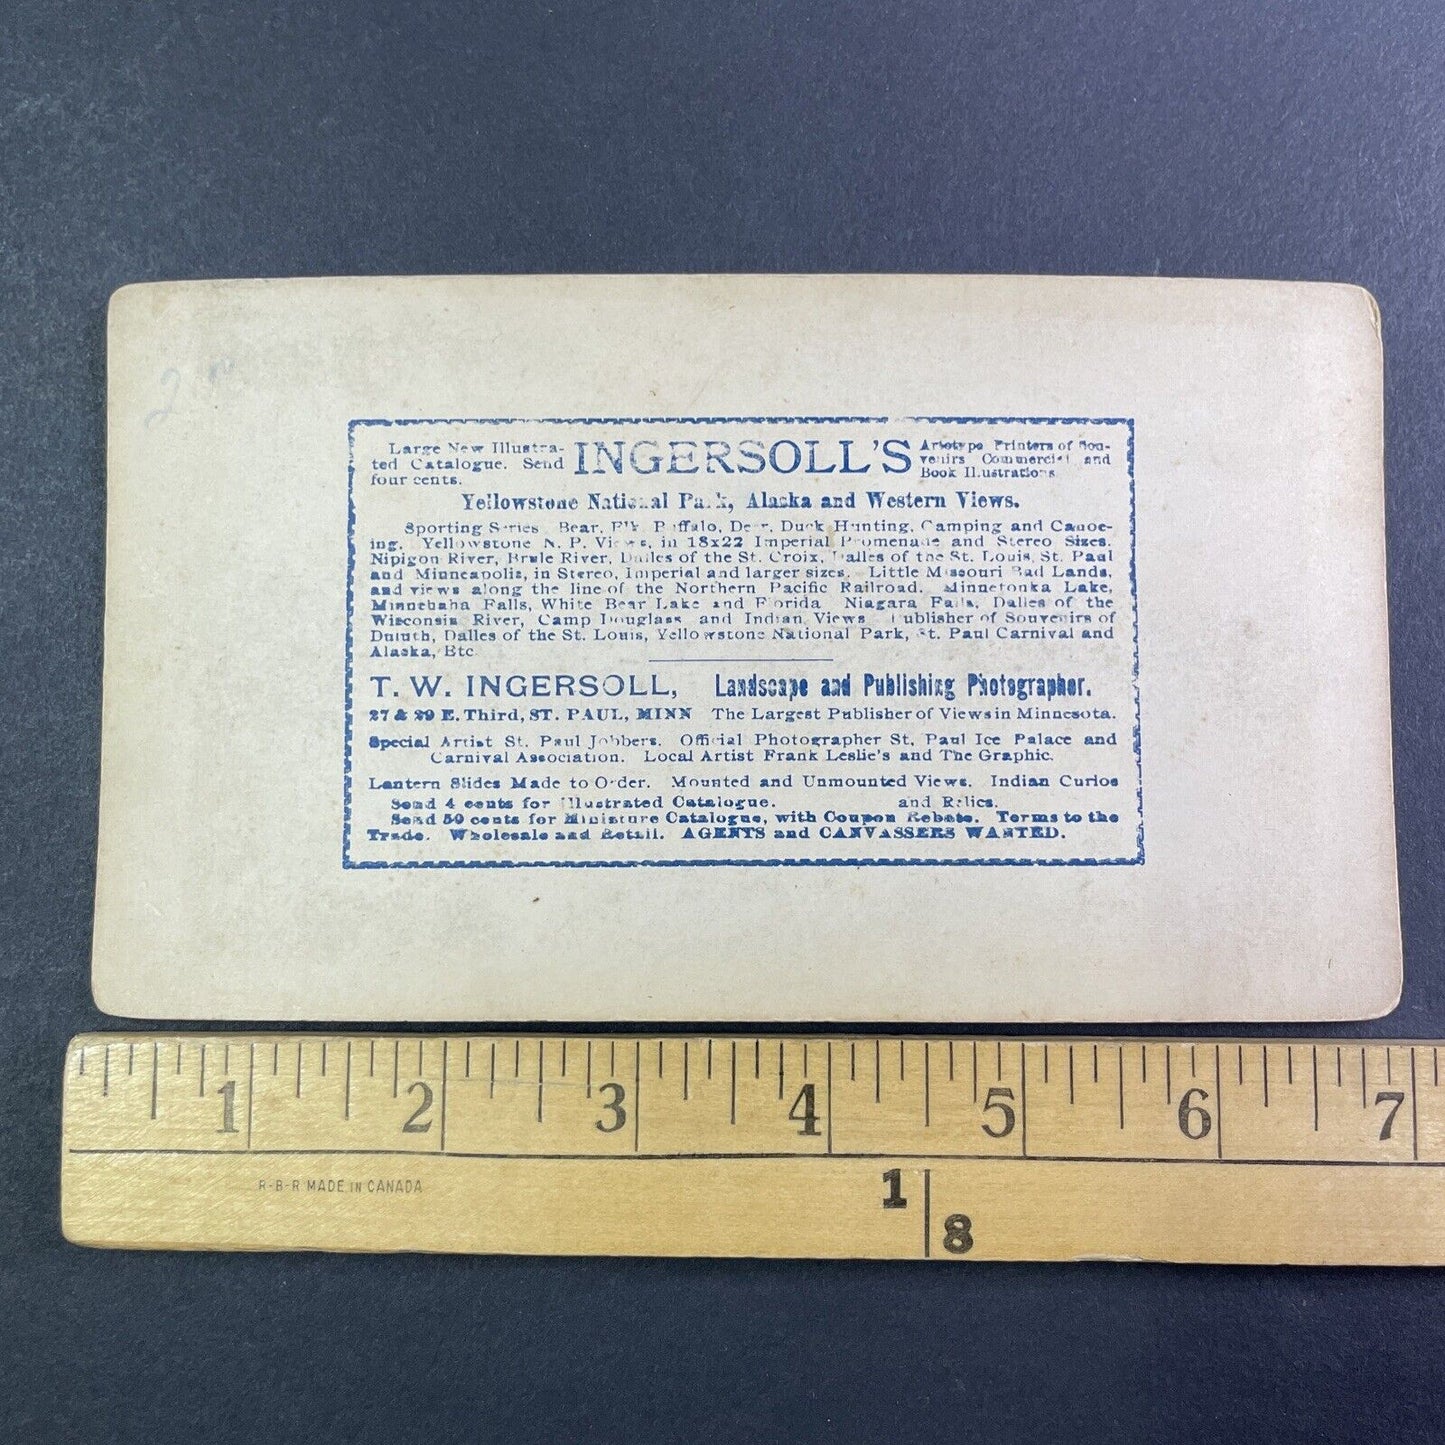 2
Large New Illustra-
ted Catalogue. Send
four cents.
INGERSOLL'S
Artotype Printers of Sou-
venirs Commercial and
Book Illustrations
Yellowstone National Park, Alaska and Western Views.
Sporting Series, Bear, Elk, Buffalo, Deer, Duck Hunting, Camping and Canoe-
ing. Yellowstone N. P. Views, in 18x22 Imperial Promenade and Stereo Sizes.
Nipigon River, Brule River, Dalles of the St. Croix, Dalles of the St. Louis, St. Paul
and Minneapolis, in Stereo, Imperial and larger sizes. Little Missouri Bad Lands,
and views along the line of the Northern Pacific Railroad. Minnetonka Lake,
Minnehaha Falls, White Bear Lake and Florida Niagara Falls, Dalles of the
Wisconsin River, Camp Douglass and Indian Views Publisher of Souvenirs of
Duluth, Dalles of the St. Louis, Yellowstone National Park, St. Paul Carnival and
Alaska, Etc
T. W. INGERSOLL, Landscape and Publishing Photographer.
27 & 29 E. Third, ST. PAUL, MINN The Largest Publisher of Views in Minnesota.
Special Artist St. Paul Jobbers. Official Photographer St, Paul Ice Palace and
Carnival Association. Local Artist Frank Leslie's and The Graphic.
Lantern Slides Made to Order. Mounted and Unmounted Views. Indian Curios
Send 4 cents for Illustrated Catalogue. and Relics.
Send 50 cents for Miniature Catalogue, with Coupon Rebate. Terms to the
Trade. Wholesale and Retail. AGENTS and CANVASSERS WANTED.
1 2 3 4 5 6 7
R-B-R MADE IN CANADA
1 8